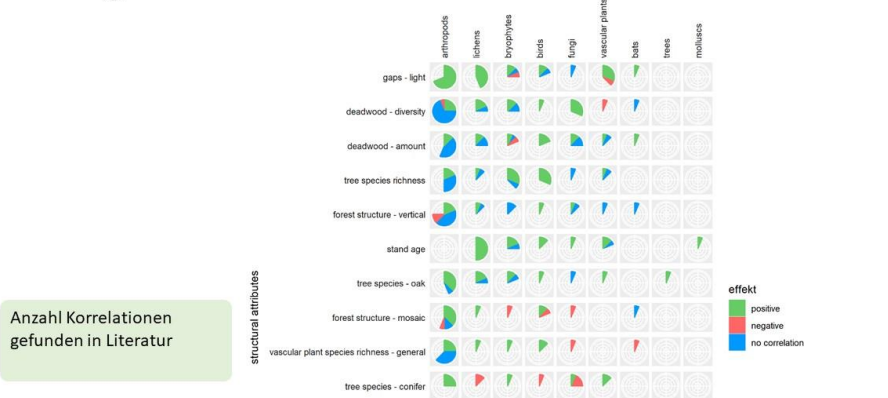 arthropods
lichens
bryophytes
birds
fungi
vascular plants
bats
trees
molluscs
gaps - light
deadwood - diversity
deadwood - amount
tree species richness
forest structure - vertical
stand age
tree species - oak
forest structure - mosaic
vascular plant species richness - general
tree species - conifer
structural attributes
effekt
positive
negative
no correlation
Anzahl Korrelationen
gefunden in Literatur